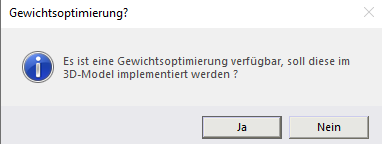 Gewichtsoptimierung?
Es ist eine Gewichtsoptimierung verfügbar, soll diese im
3D-Model implementiert werden ?
Ja
Nein